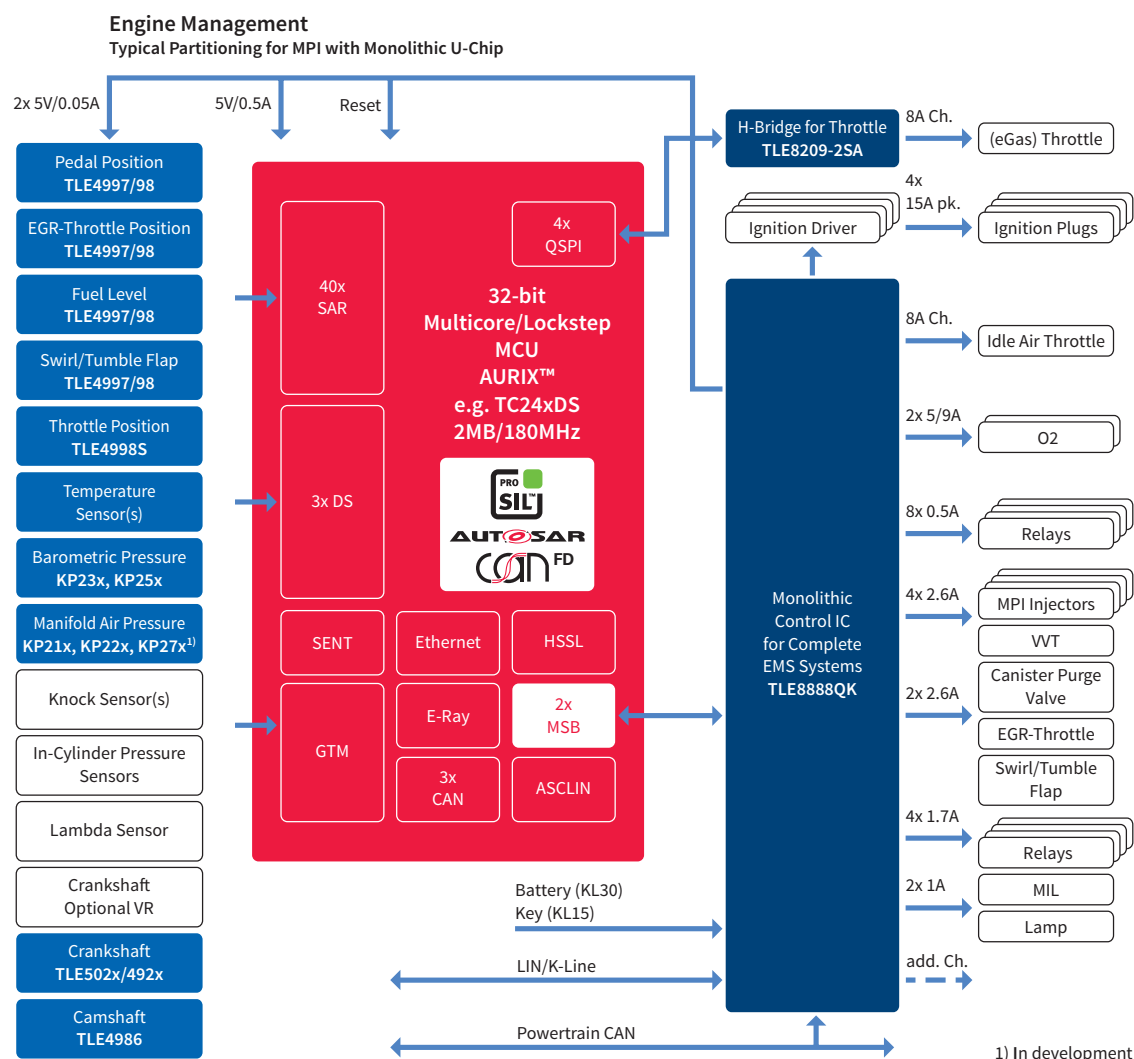 Engine Management
Typical Partitioning for MPI with Monolithic U-Chip
2x 5V/0.05A
5V/0.5A
Reset
Pedal Position
TLE4997/98
EGR-Throttle Position
TLE4997/98
Fuel Level
TLE4997/98
Swirl/Tumble Flap
TLE4997/98
Throttle Position
TLE4998S
Temperature
Sensor(s)
Barometric Pressure
KP23x, KP25x
Manifold Air Pressure
KP21x, KP22x, KP27x1)
Knock Sensor(s)
In-Cylinder Pressure
Sensors
Lambda Sensor
Crankshaft
Optional VR
Crankshaft
TLE502x/492x
Camshaft
TLE4986
40x
SAR
3x DS
SENT
GTM
4x
QSPI
32-bit
Multicore/Lockstep
MCU
AURIX™
e.g. TC24xDS
2MB/180MHz
PRO
SIL™
AUTOSAR
CAN FD
Ethernet
HSSL
E-Ray
2x
MSB
3x
CAN
ASCLIN
Battery (KL30)
Key (KL15)
LIN/K-Line
Powertrain CAN
H-Bridge for Throttle
TLE8209-2SA
Ignition Driver
Monolithic
Control IC
for Complete
EMS Systems
TLE8888QK
8A Ch.
(eGas) Throttle
4x
15A pk.
Ignition Plugs
8A Ch.
Idle Air Throttle
2x 5/9A
O2
8x 0.5A
Relays
4x 2.6A
MPI Injectors
VVT
2x 2.6A
Canister Purge
Valve
EGR-Throttle
Swirl/Tumble
Flap
4x 1.7A
Relays
2x 1A
MIL
Lamp
add. Ch.
1) In development